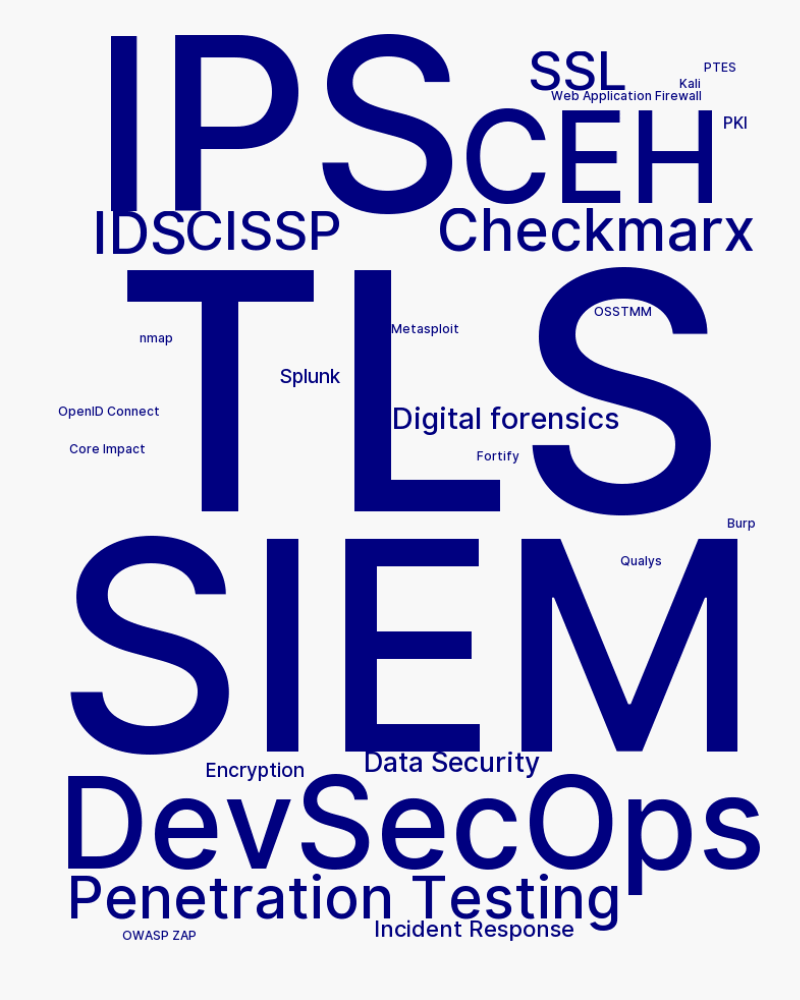 IPS
SSL
PTES
Kali
Web Application Firewall
CEH
PKI
IDS
CISSP
Checkmarx
TLS
OSSTMM
Metasploit
nmap
Splunk
OpenID Connect
Digital forensics
Core Impact
Fortify
Burp
SIEM
Qualys
Data Security
Encryption
DevSecOps
Penetration Testing
Incident Response
OWASP ZAP